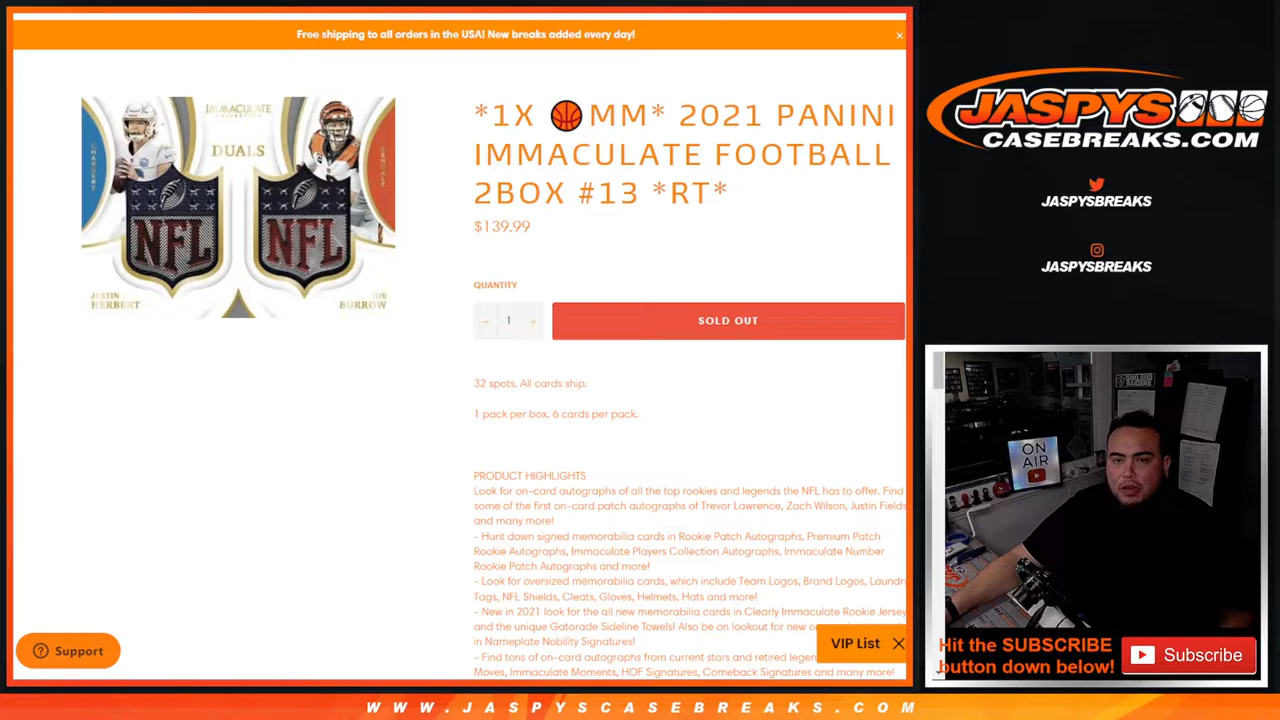 Free shipping to all orders in the USA! New breaks added every day!
×
IMMACULATE
COLLECTION
DUALS
CHARGERS
BENGALS
NFL
NFL
JUSTIN
HERBERT
JOE
BURROW
*1X 🏀MM* 2021 PANINI
IMMACULATE FOOTBALL
2BOX #13 *RT*
$139.99
QUANTITY
− 1 +
SOLD OUT
32 spots. All cards ship.
1 pack per box. 6 cards per pack.
PRODUCT HIGHLIGHTS
Look for on-card autographs of all the top rookies and legends the NFL has to offer. Find
some of the first on-card patch autographs of Trevor Lawrence, Zach Wilson, Justin Fields
and many more!
- Hunt down signed memorabilia cards in Rookie Patch Autographs, Premium Patch
Rookie Autographs, Immaculate Players Collection Autographs, Immaculate Number
Rookie Patch Autographs and more!
- Look for oversized memorabilia cards, which include Team Logos, Brand Logos, Laundry
Tags, NFL Shields, Cleats, Gloves, Helmets, Hats and more!
- New in 2021 look for the all new memorabilia cards in Clearly Immaculate Rookie Jersey
and the unique Gatorade Sideline Towels! Also be on lookout for new
in Nameplate Nobility Signatures!
- Find tons of on-card autographs from current stars and retired
Moves, Immaculate Moments, HOF Signatures, Comeback Signatures and many more!
Support
VIP List ×
JASPYS
CASEBREAKS.COM
JASPYSBREAKS
JASPYSBREAKS
OAKLAND
RAIDERS
ON
AIR
Hit the SUBSCRIBE
button down below!
Subscribe
WWW.JASPYSCASEBREAKS.COM